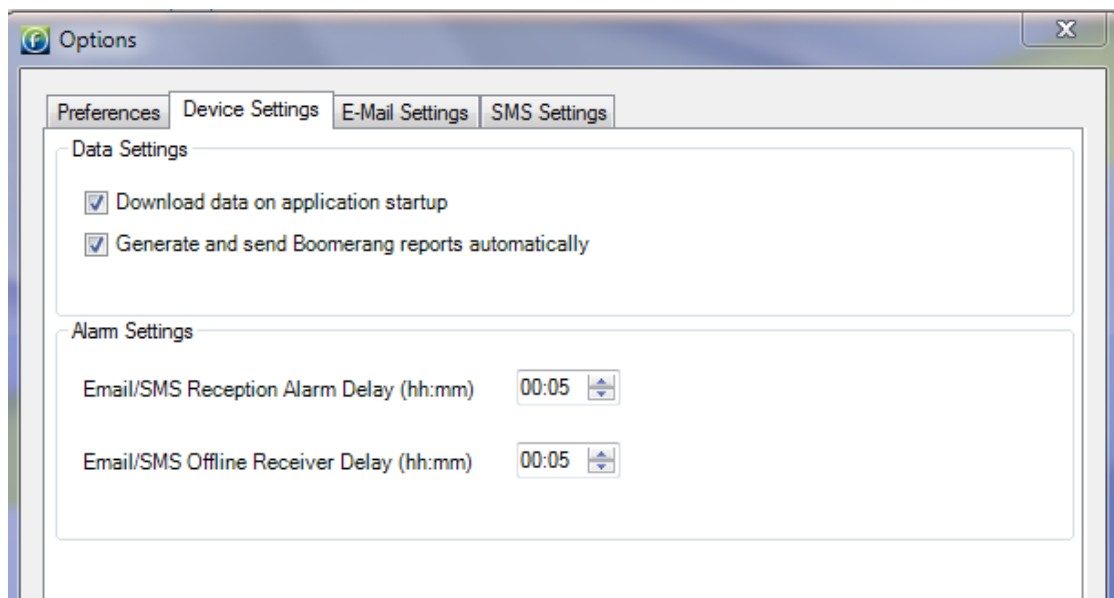 Options
Preferences Device Settings E-Mail Settings SMS Settings
Data Settings
Download data on application startup
Generate and send Boomerang reports automatically
Alarm Settings
Email/SMS Reception Alarm Delay (hh:mm) 00:05
Email/SMS Offline Receiver Delay (hh:mm) 00:05